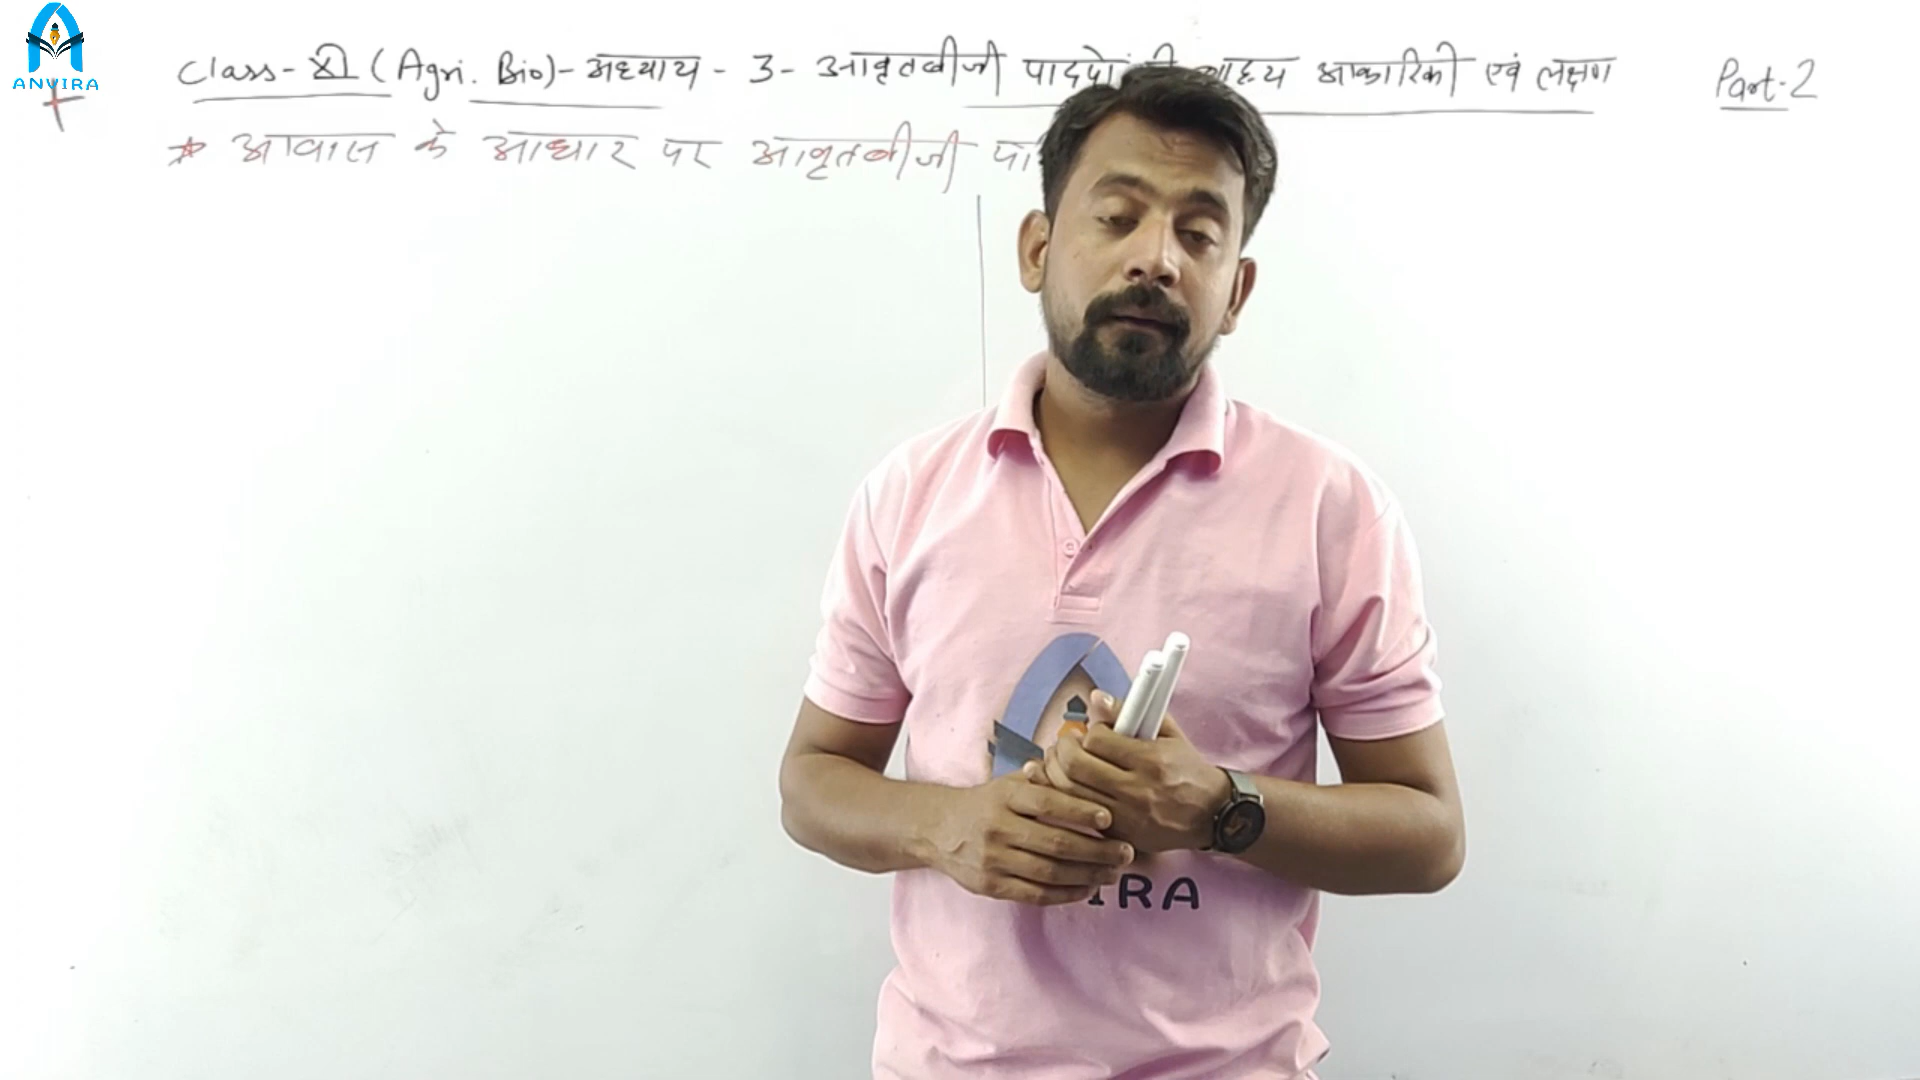 ANVIRA
Class-XI (Agri. Bio)- अध्याय - 3- आवृतबीजी पादपों की बाह्य आकारिकी एवं लक्षण Part-2
* आवास के आधार पर आवृतबीजी
IRA